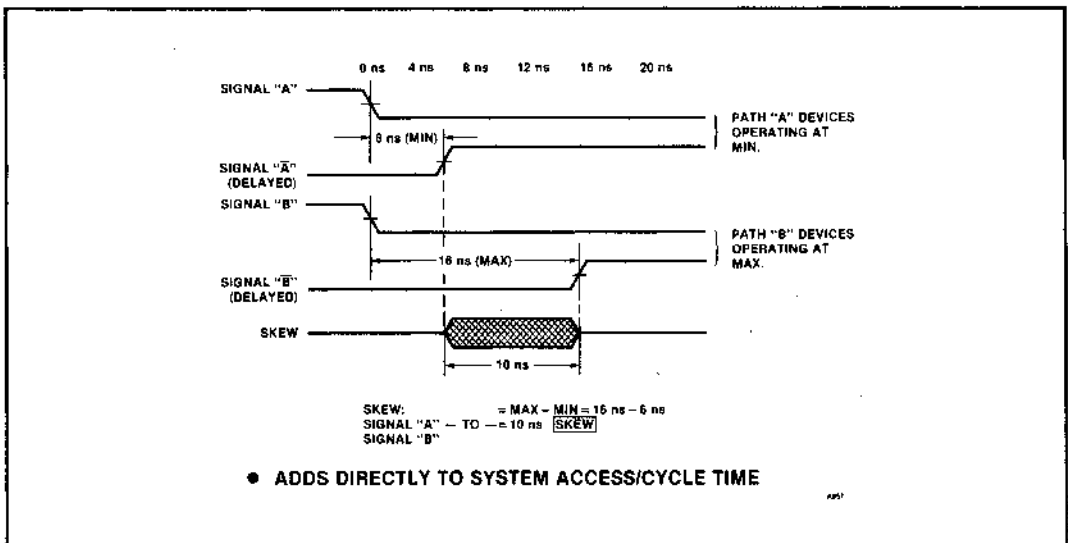 0 ns 4 ns 8 ns 12 ns 16 ns 20 ns
SIGNAL "A"
PATH "A" DEVICES
OPERATING AT
MIN.
6 ns (MIN)
SIGNAL "A̅"
(DELAYED)
SIGNAL "B"
PATH "B" DEVICES
OPERATING AT
MAX.
16 ns (MAX)
SIGNAL "B̅"
(DELAYED)
SKEW
10 ns
SKEW: = MAX – MIN = 16 ns – 6 ns
SIGNAL "A" — TO — = 10 ns SKEW
SIGNAL "B"
● ADDS DIRECTLY TO SYSTEM ACCESS/CYCLE TIME